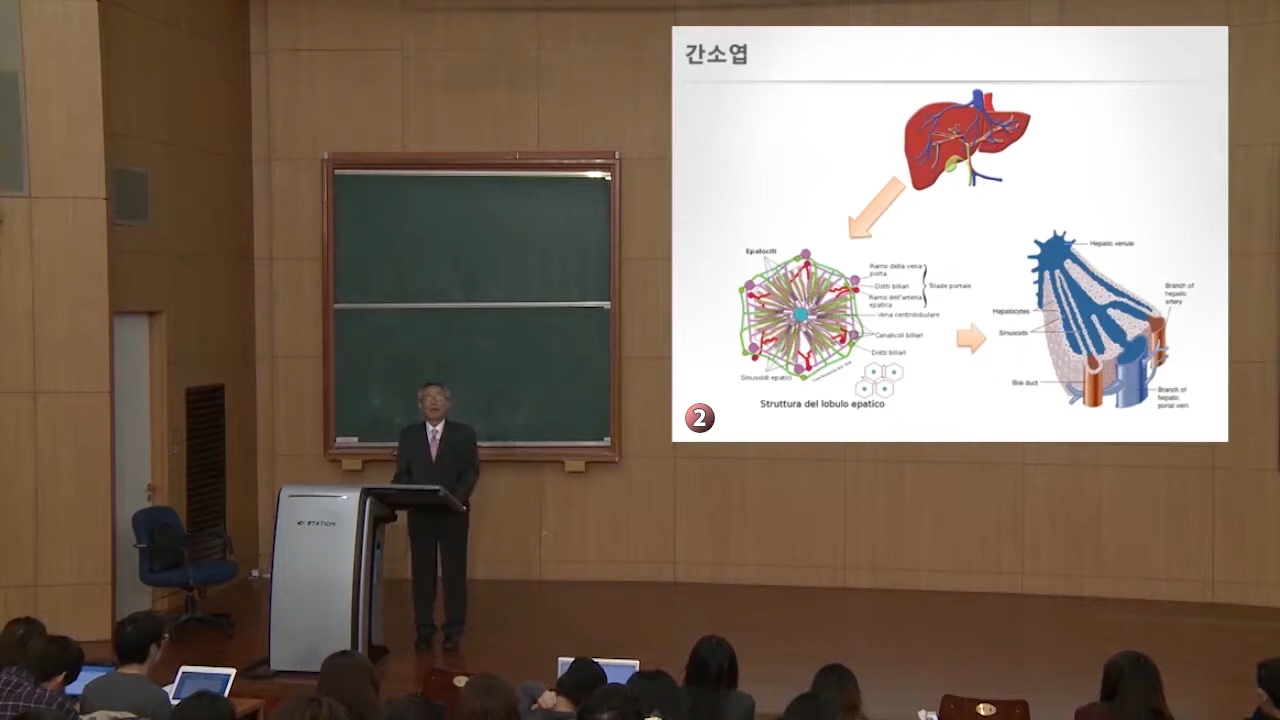 간소엽
Epatociti
Ramo della vena
porta.
Dotti biliari
Ramo dell'arteria
epatica
Triade portale
Vena centrolobulare
Canalicoli biliari
Dotti biliari
Sinusoidi epatici
Struttura del lobulo epatico
Hepatic venule
Branch of
hepatic
artery
Hepatocytes
Sinusoids
Bile duct
Branch of
hepatic
portal vein
2
e-STATION